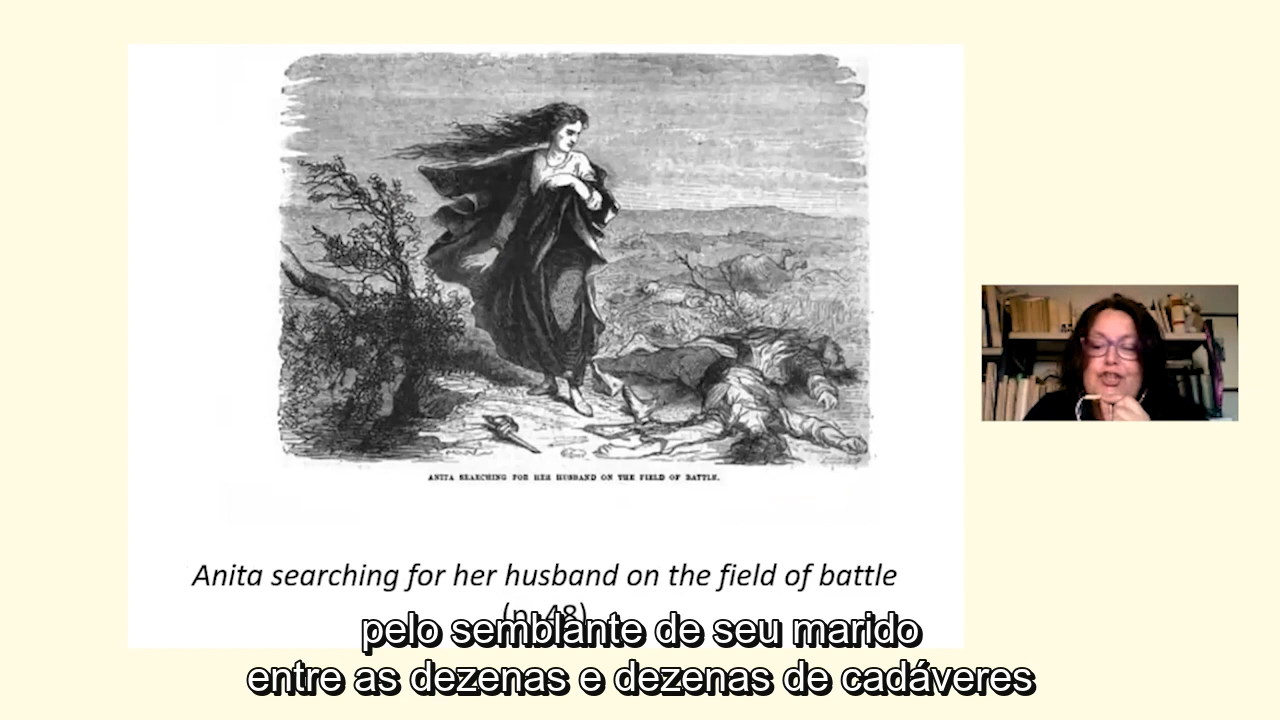 ANITA SEARCHING FOR HER HUSBAND ON THE FIELD OF BATTLE.
Anita searching for her husband on the field of battle
(p. 48)
pelo semblante de seu marido
entre as dezenas e dezenas de cadáveres